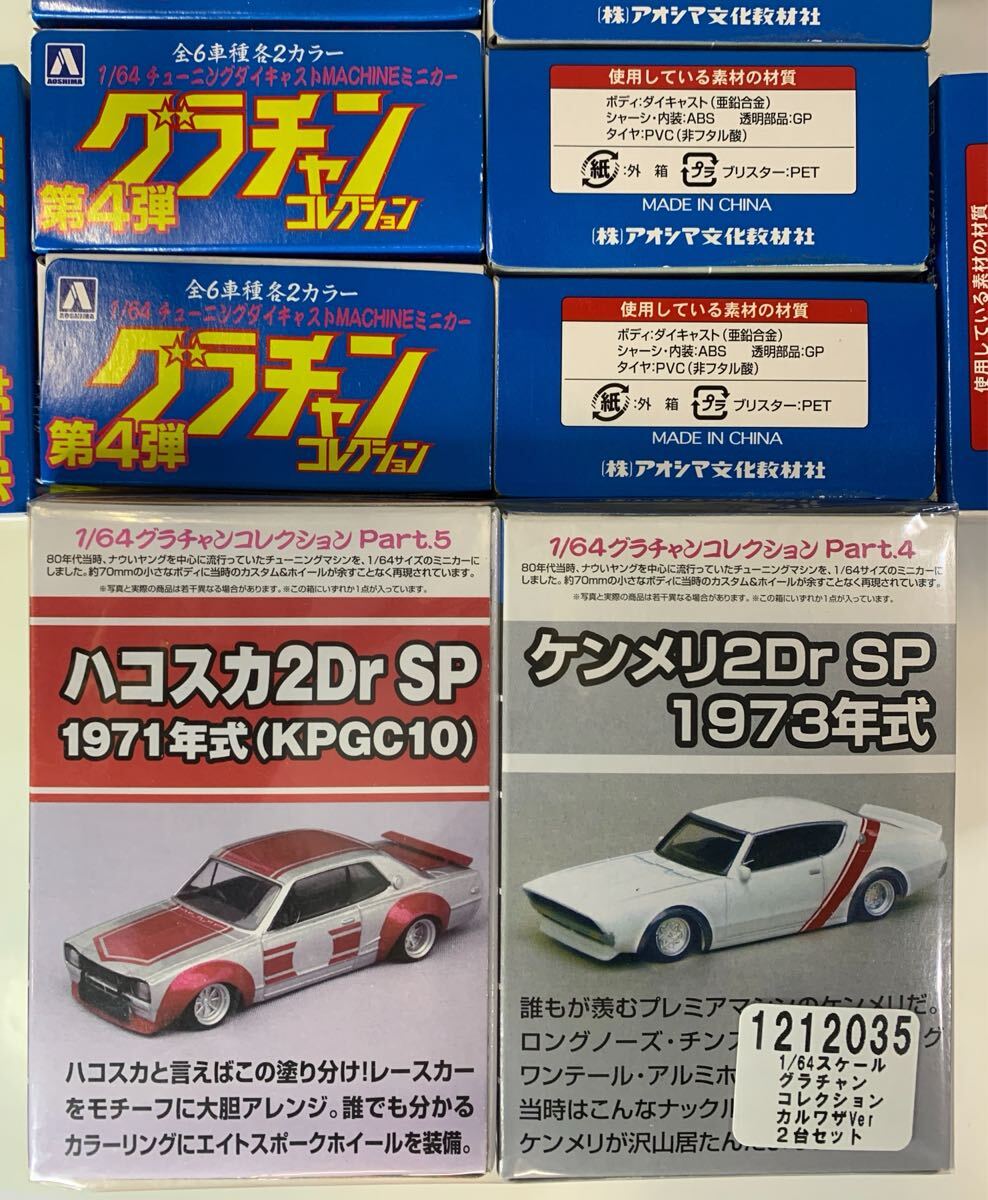 (株)アオシマ文化教材社
AOSHIMA
全6車種各2カラー
1/64 チューニングダイキャストMACHINEミニカー
グラチャン
第4弾
コレクション
使用している素材の材質
ボディ:ダイキャスト(亜鉛合金)
シャーシ・内装:ABS 透明部品:GP
タイヤ:PVC(非フタル酸)
紙:外 箱 プラ ブリスター:PET
MADE IN CHINA
(株)アオシマ文化教材社
全6車種各2カラー
1/64 チューニングダイキャストMACHINEミニカー
グラチャン
第4弾
コレクション
使用している素材の材質
ボディ:ダイキャスト(亜鉛合金)
シャーシ・内装:ABS 透明部品:GP
タイヤ:PVC(非フタル酸)
紙:外 箱 プラ ブリスター:PET
MADE IN CHINA
(株)アオシマ文化教材社
使用している素材の材質
1/64グラチャンコレクション Part.5
80年代当時、ナウいヤングを中心に流行っていたチューニングマシンを、1/64サイズのミニカーに
しました。約70mmの小さなボディに当時のカスタム&ホイールが余すことなく再現されています。
※写真と実際の商品は若干異なる場合があります。※この箱にいずれか1点が入っています。
ハコスカ2Dr SP
1971年式(KPGC10)
ハコスカと言えばこの塗り分け!レースカー
をモチーフに大胆アレンジ。誰でも分かる
カラーリングにエイトスポークホイールを装備。
1/64グラチャンコレクション Part.4
80年代当時、ナウいヤングを中心に流行っていたチューニングマシンを、1/64サイズのミニカーに
しました。約70mmの小さなボディに当時のカスタム&ホイールが余すことなく再現されています。
※写真と実際の商品は若干異なる場合があります。※この箱にいずれか1点が入っています。
ケンメリ2Dr SP
1973年式
誰もが羨むプレミアマシンのケンメリだ。
ロングノーズ・チンス
ワンテール・アルミホ
当時はこんなナックル
ケンメリが沢山居たんだ
1212035
1/64スケール
グラチャン
コレクション
カルワザVer
2台セット